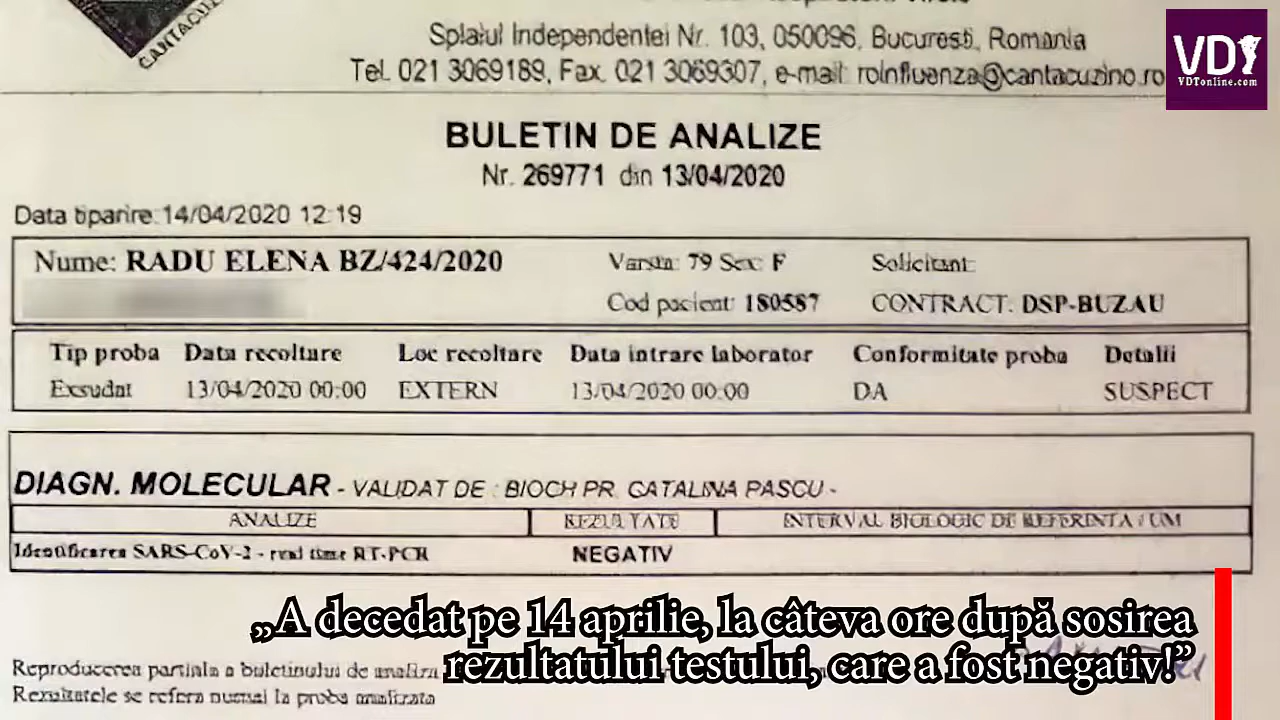 CANTACUZ
Splaiul Independentei Nr. 103, 050096, Bucuresti, Romania
Tel. 021 3069189, Fax. 021 3069307, e-mail: roinfluenza@cantacuzino.ro
VDT
VDTonline.com
BULETIN DE ANALIZE
Nr. 269771 din 13/04/2020
Data tiparire: 14/04/2020 12:19
Nume: RADU ELENA BZ/424/2020 Varsta: 79 Sex: F Solicitant:
Cod pacient: 180587 CONTRACT: DSP-BUZAU
Tip proba Data recoltare Loc recoltare Data intrare laborator Conformitate proba Detalii
Exsudat 13/04/2020 00:00 EXTERN 13/04/2020 00:00 DA SUSPECT
DIAGN. MOLECULAR - VALIDAT DE : BIOCH PR. CATALINA PASCU -
ANALIZE REZULTATE INTERVAL BIOLOGIC DE REFERINTA / UM
Identificarea SARS-CoV-2 - real time RT-PCR NEGATIV
„A decedat pe 14 aprilie, la câteva ore după sosirea
rezultatului testului, care a fost negativ!”
Reproducerea partiala a buletinului de analiza
Rezultatele se refera numai la proba analizata